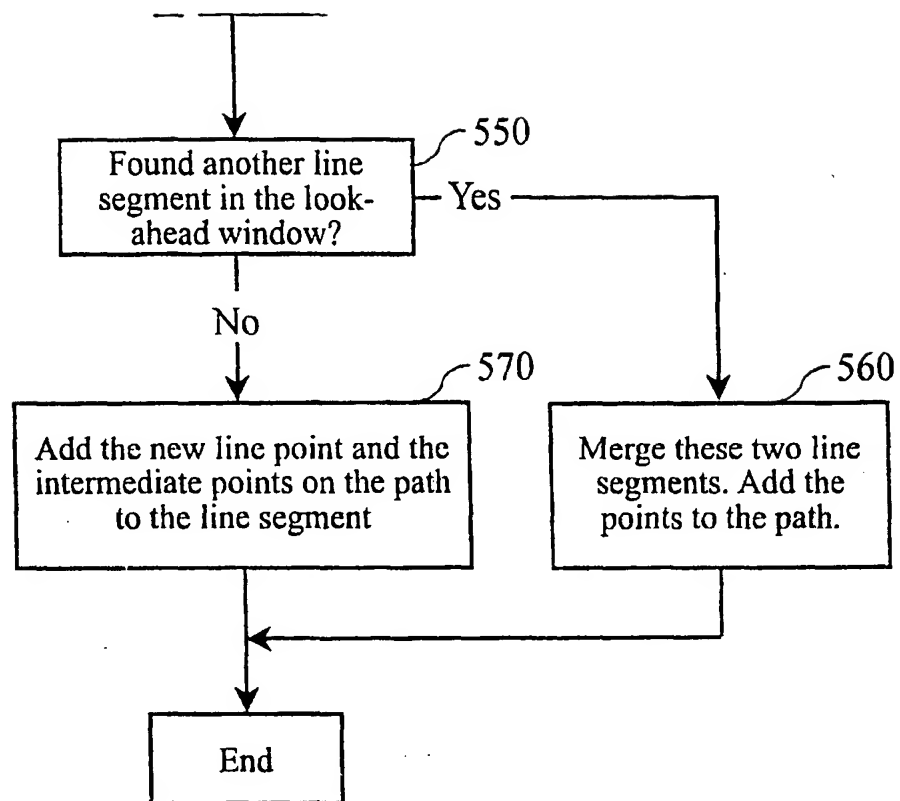 550
Found another line
segment in the look-
ahead window?
Yes
No
570
Add the new line point and the
intermediate points on the path
to the line segment
560
Merge these two line
segments. Add the
points to the path.
End